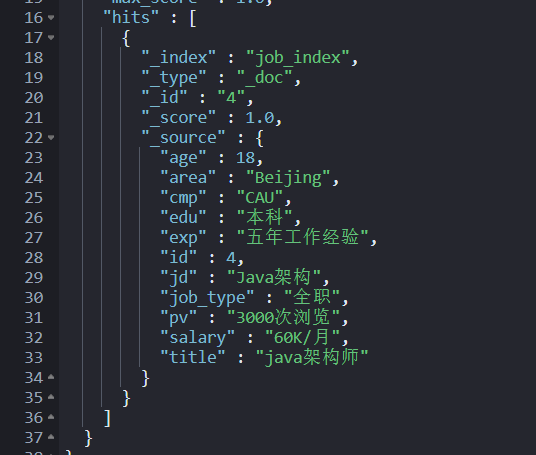 "max_score" : 1.0,
16 "hits" : [
17 {
18 "_index" : "job_index",
19 "_type" : "_doc",
20 "_id" : "4",
21 "_score" : 1.0,
22 "_source" : {
23 "age" : 18,
24 "area" : "Beijing",
25 "cmp" : "CAU",
26 "edu" : "本科",
27 "exp" : "五年工作经验",
28 "id" : 4,
29 "jd" : "Java架构",
30 "job_type" : "全职",
31 "pv" : "3000次浏览",
32 "salary" : "60K/月",
33 "title" : "java架构师"
34 }
35 }
36 ]
37 }